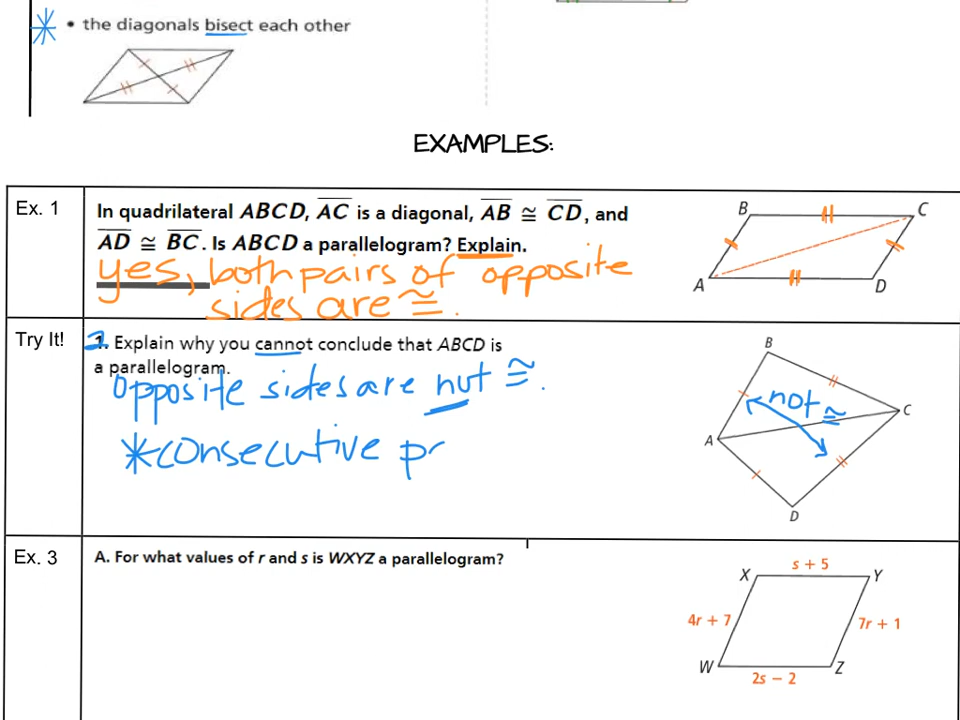 * • the diagonals bisect each other
EXAMPLES:
Ex. 1
In quadrilateral ABCD, AC is a diagonal, AB ≅ CD, and
AD ≅ BC. Is ABCD a parallelogram? Explain.
yes, both pairs of opposite
sides are ≅.
B
C
A
D
Try It!
1. Explain why you cannot conclude that ABCD is
a parallelogram.
opposite sides are not ≅.
*consecutive pr
B
not ≅
C
A
D
Ex. 3
A. For what values of r and s is WXYZ a parallelogram?
s + 5
X
Y
4r + 7
7r + 1
W
Z
2s − 2